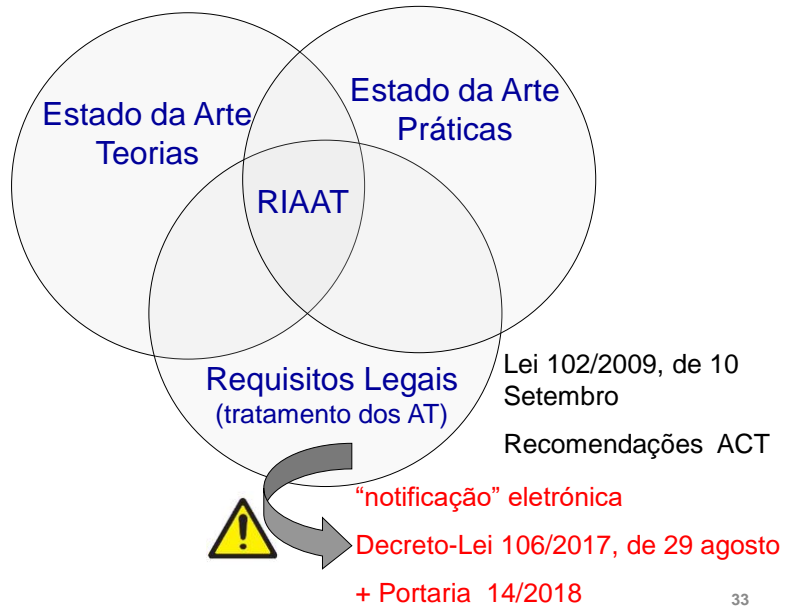 Estado da Arte
Teorias
Estado da Arte
Práticas
RIAAT
Requisitos Legais
(tratamento dos AT)
Lei 102/2009, de 10
Setembro
Recomendações ACT
“notificação” eletrónica
Decreto-Lei 106/2017, de 29 agosto
+ Portaria 14/2018
33